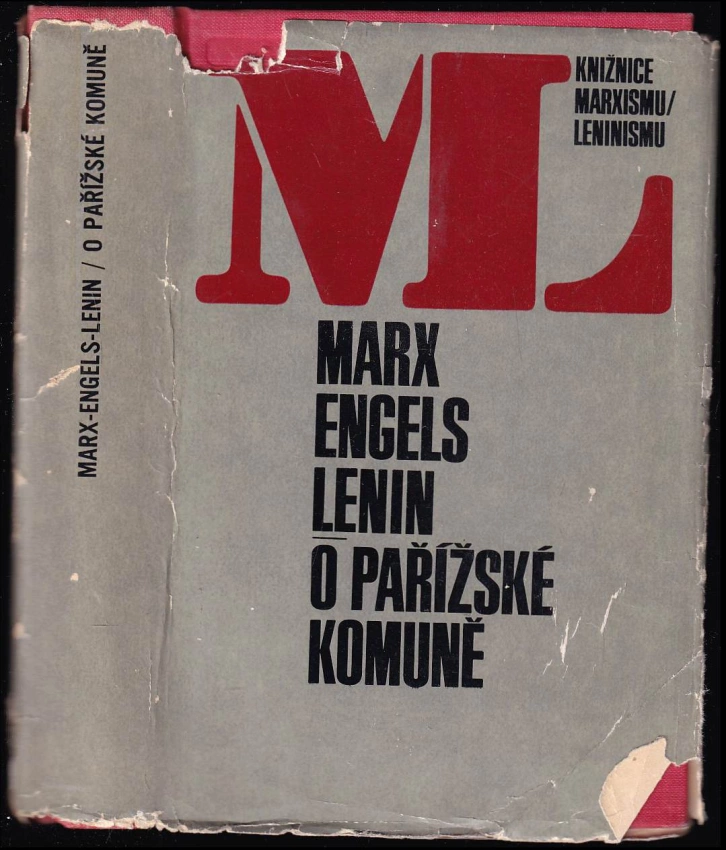 MARX-ENGELS-LENIN / O PAŘÍŽSKÉ KOMUNĚ
ML
KNIŽNICE
MARXISMU/
LENINISMU
MARX
ENGELS
LENIN
O PAŘÍŽSKÉ
KOMUNĚ